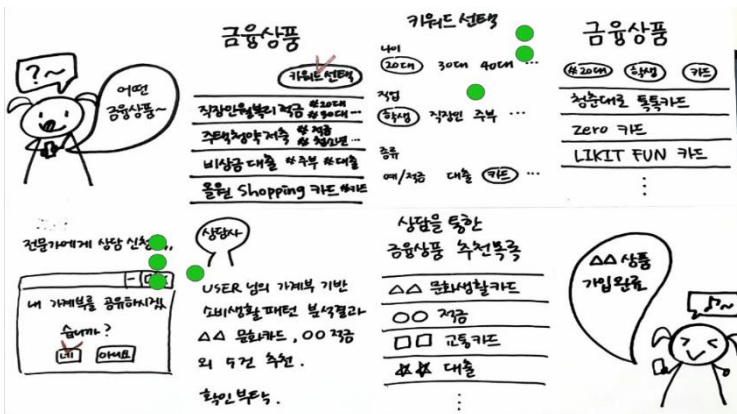 ?~
어떤
금융상품~
금융상품
키워드 선택
직장인월복리 적금 #20대 #30대 ...
주택청약저축 #적금 #청소년 ...
비상금 대출 #주부 #대출
올원 Shopping 카드 #카드
키워드 선택
나이
20대 30대 40대 ...
직업
학생 직장인 주부 ...
종류
예/적금 대출 카드 ...
금융상품
#20대 학생 카드
청춘대로 톡톡카드
Zero 카드
LIKIT FUN 카드
⋮
전문가에게 상담 신청
내 가계부를 공유하시겠
습니까?
네 아니요
상담사
USER 님의 가계부 기반
소비생활패턴 분석결과
△△ 문화카드, ○○ 적금
외 5건 추천.
확인부탁.
상담을 통한
금융상품 추천목록
△△ 문화생활카드
○○ 적금
□□ 교통카드
☆☆ 대출
⋮
△△ 상품
가입완료
♪~